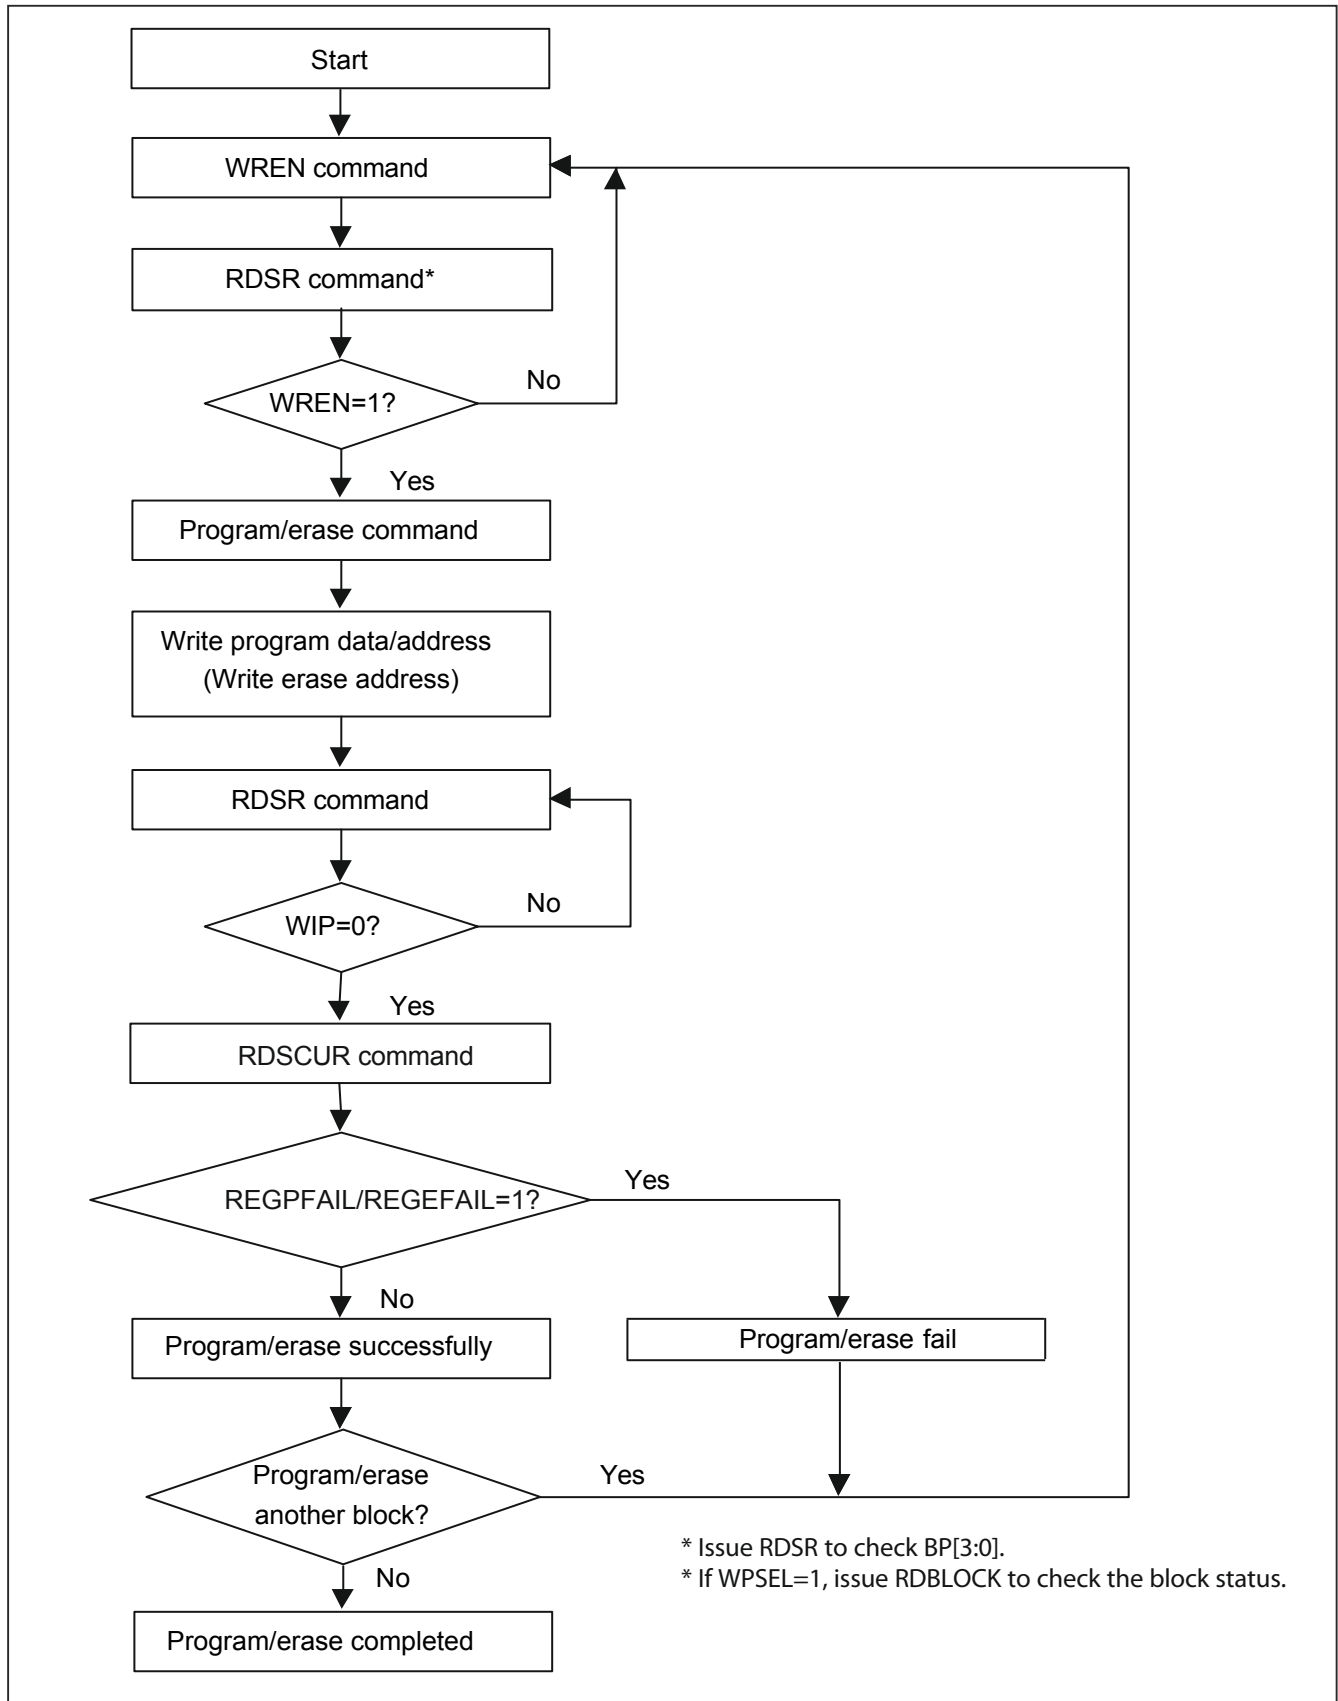 Start
WREN command
RDSR command*
WREN=1?
No
Yes
Program/erase command
Write program data/address
(Write erase address)
RDSR command
WIP=0?
No
Yes
RDSCUR command
REGPFAIL/REGEFAIL=1?
Yes
No
Program/erase successfully
Program/erase fail
Program/erase
another block?
Yes
* Issue RDSR to check BP[3:0].
* If WPSEL=1, issue RDBLOCK to check the block status.
No
Program/erase completed